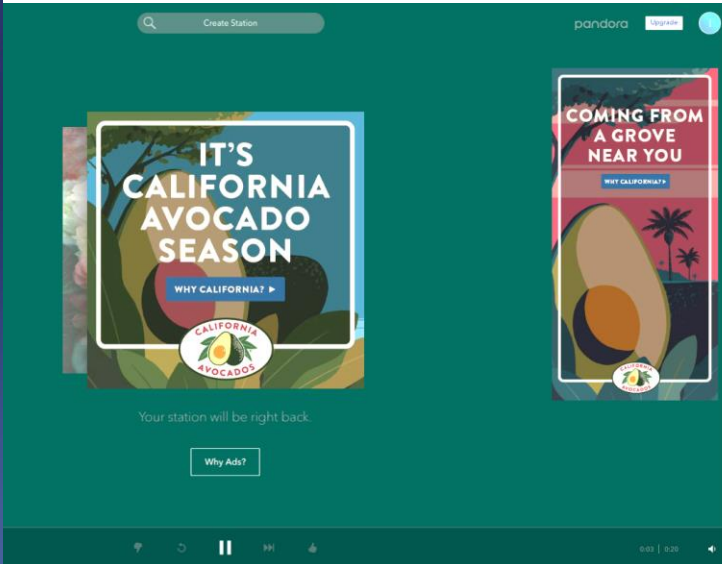 Create Station
pandora
Upgrade
IT'S
CALIFORNIA
AVOCADO
SEASON
WHY CALIFORNIA? ▶
CALIFORNIA
AVOCADOS
COMING FROM
A GROVE
NEAR YOU
WHY CALIFORNIA? ▶
CALIFORNIA
AVOCADOS
Your station will be right back.
Why Ads?
0:03 | 0:20